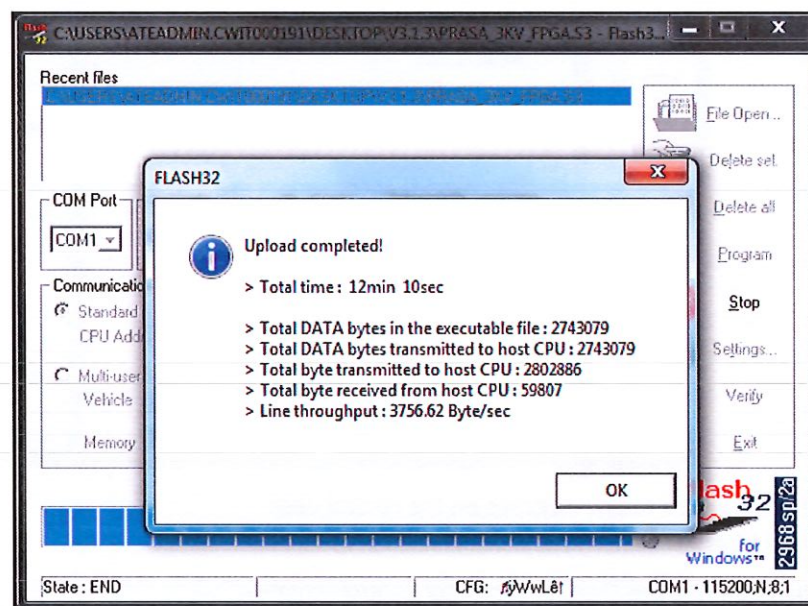 C:\USERS\ATEADMIN.CWIT000191\DESKTOP\V3.1.3\PRASA_3KV_FPGA.S3 - Flash3...
Recent files
File Open...
Delete sel.
Delete all
Program
Stop
Settings...
Verify
Exit
COM Port
COM1
Communicatio
Standard
CPU Add
Multi-user
Vehicle
Memory
FLASH32
Upload completed!
> Total time : 12min 10sec
> Total DATA bytes in the executable file : 2743079
> Total DATA bytes transmitted to host CPU : 2743079
> Total byte transmitted to host CPU : 2802886
> Total byte received from host CPU : 59807
> Line throughput : 3756.62 Byte/sec
OK
lash
32
for
Windows™
2968 sp/2a
State : END
CFG:
COM1 - 115200;N;8;1